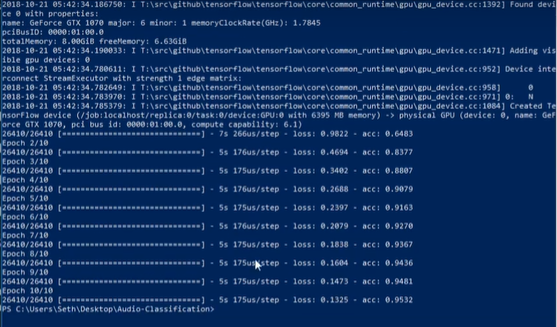 2018-10-21 05:42:34.186750: I T:\src\github\tensorflow\tensorflow\core\common_runtime\gpu\gpu_device.cc:1392] Found devi
ce 0 with properties:
name: GeForce GTX 1070 major: 6 minor: 1 memoryClockRate(GHz): 1.7845
pciBusID: 0000:01:00.0
totalMemory: 8.00GiB freeMemory: 6.63GiB
2018-10-21 05:42:34.190033: I T:\src\github\tensorflow\tensorflow\core\common_runtime\gpu\gpu_device.cc:1471] Adding vis
ible gpu devices: 0
2018-10-21 05:42:34.780611: I T:\src\github\tensorflow\tensorflow\core\common_runtime\gpu\gpu_device.cc:952] Device inte
rconnect StreamExecutor with strength 1 edge matrix:
2018-10-21 05:42:34.782649: I T:\src\github\tensorflow\tensorflow\core\common_runtime\gpu\gpu_device.cc:958]      0
2018-10-21 05:42:34.783970: I T:\src\github\tensorflow\tensorflow\core\common_runtime\gpu\gpu_device.cc:971] 0:   N
2018-10-21 05:42:34.785379: I T:\src\github\tensorflow\tensorflow\core\common_runtime\gpu\gpu_device.cc:1084] Created Te
nsorFlow device (/job:localhost/replica:0/task:0/device:GPU:0 with 6395 MB memory) -> physical GPU (device: 0, name: GeF
orce GTX 1070, pci bus id: 0000:01:00.0, compute capability: 6.1)
26410/26410 [==============================] - 7s 266us/step - loss: 0.9822 - acc: 0.6483
Epoch 2/10
26410/26410 [==============================] - 5s 176us/step - loss: 0.4694 - acc: 0.8377
Epoch 3/10
26410/26410 [==============================] - 5s 175us/step - loss: 0.3402 - acc: 0.8807
Epoch 4/10
26410/26410 [==============================] - 5s 175us/step - loss: 0.2688 - acc: 0.9079
Epoch 5/10
26410/26410 [==============================] - 5s 175us/step - loss: 0.2397 - acc: 0.9163
Epoch 6/10
26410/26410 [==============================] - 5s 176us/step - loss: 0.2079 - acc: 0.9270
Epoch 7/10
26410/26410 [==============================] - 5s 175us/step - loss: 0.1838 - acc: 0.9367
Epoch 8/10
26410/26410 [==============================] - 5s 175us/step - loss: 0.1604 - acc: 0.9436
Epoch 9/10
26410/26410 [==============================] - 5s 175us/step - loss: 0.1473 - acc: 0.9481
Epoch 10/10
26410/26410 [==============================] - 5s 175us/step - loss: 0.1325 - acc: 0.9532
PS C:\Users\Seth\Desktop\Audio-Classification>